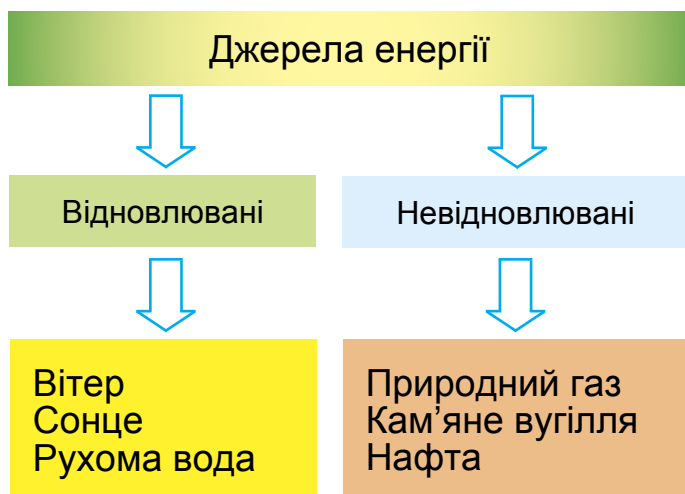 Джерела енергії
Відновлювані
Невідновлювані
Вітер
Сонце
Рухома вода
Природний газ
Кам’яне вугілля
Нафта